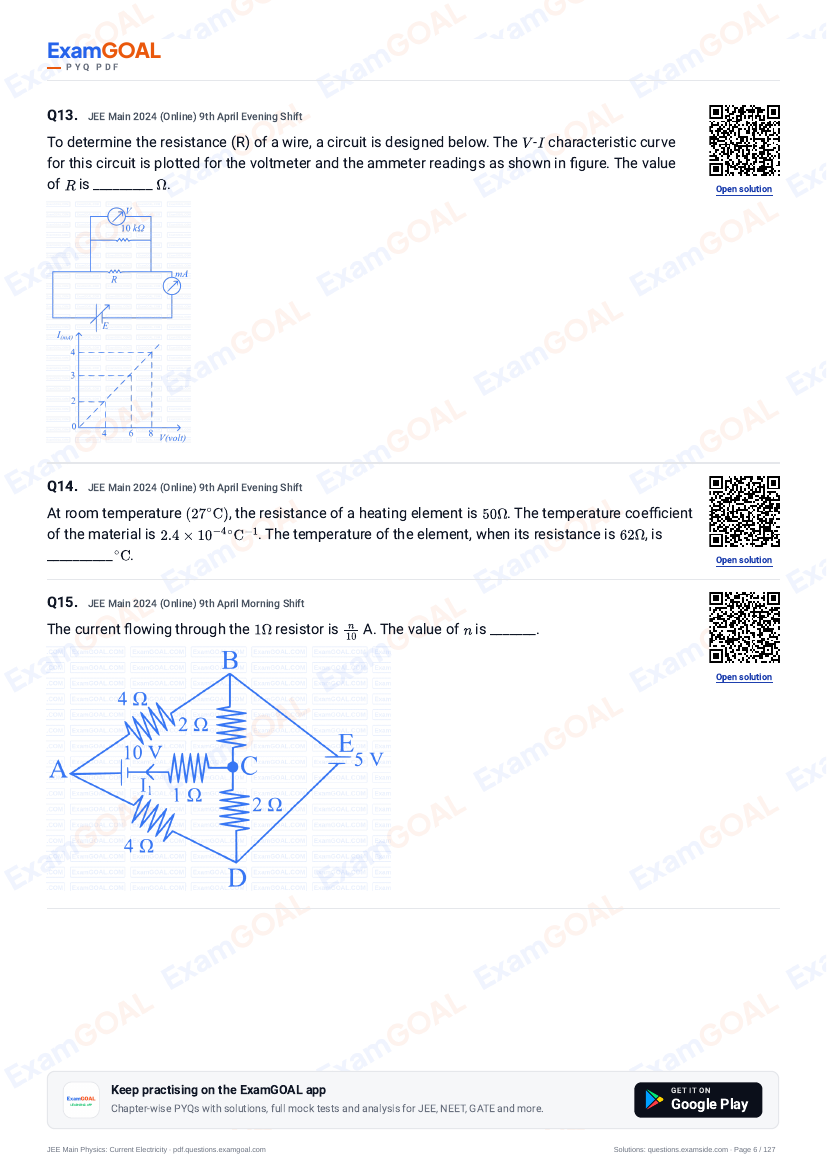 ExamGOAL
PYQ PDF
Q13. JEE Main 2024 (Online) 9th April Evening Shift
To determine the resistance (R) of a wire, a circuit is designed below. The V-I characteristic curve
for this circuit is plotted for the voltmeter and the ammeter readings as shown in figure. The value
of R is _________ Ω.
Open solution
V
10 kΩ
R
mA
E
I(mA)
4
3
2
0
4 6 8 V(volt)
Q14. JEE Main 2024 (Online) 9th April Evening Shift
At room temperature (27°C), the resistance of a heating element is 50Ω. The temperature coefficient
of the material is 2.4 × 10⁻⁴°C⁻¹. The temperature of the element, when its resistance is 62Ω, is
__________°C.
Open solution
Q15. JEE Main 2024 (Online) 9th April Morning Shift
The current flowing through the 1Ω resistor is n/10 A. The value of n is _______.
Open solution
B
4 Ω
2 Ω
10 V
E
5 V
A
C
I₁
1 Ω
2 Ω
4 Ω
D
Keep practising on the ExamGOAL app
Chapter-wise PYQs with solutions, full mock tests and analysis for JEE, NEET, GATE and more.
GET IT ON
Google Play
JEE Main Physics: Current Electricity · pdf.questions.examgoal.com
Solutions: questions.examside.com · Page 6 / 127